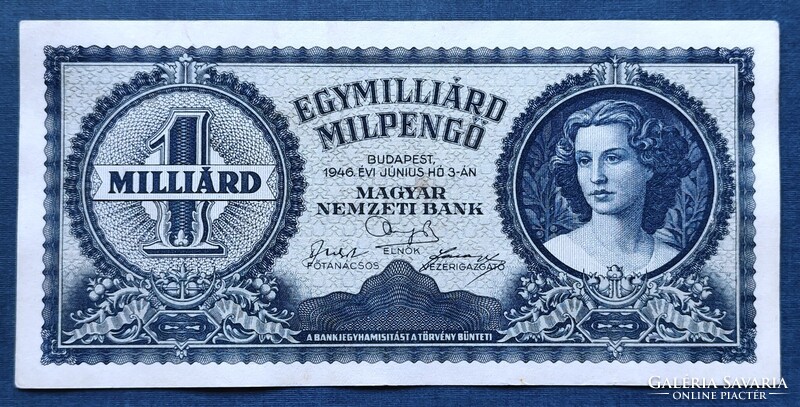 EGYMILLIÁRD
MILPENGŐ
1
MILLIÁRD
BUDAPEST,
1946. ÉVI JÚNIUS HÓ 3-ÁN
MAGYAR
NEMZETI BANK
ELNÖK
FŐTANÁCSOS VEZÉRIGAZGATÓ
A BANKJEGYHAMISITÁST A TÖRVÉNY BÜNTETI
GALÉRIA SAVARIA
ONLINE PIACTÉR